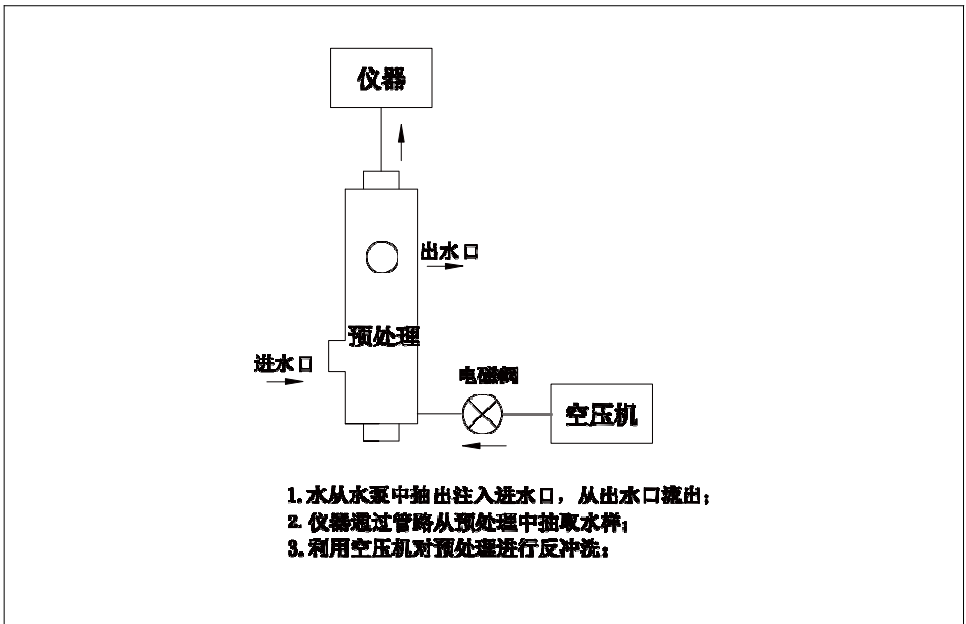 仪器
出水口
预处理
进水口
电磁阀
空压机
1.水从水泵中抽出注入进水口，从出水口流出；
2.仪器通过管路从预处理中抽取水样；
3.利用空压机对预处理进行反冲洗；